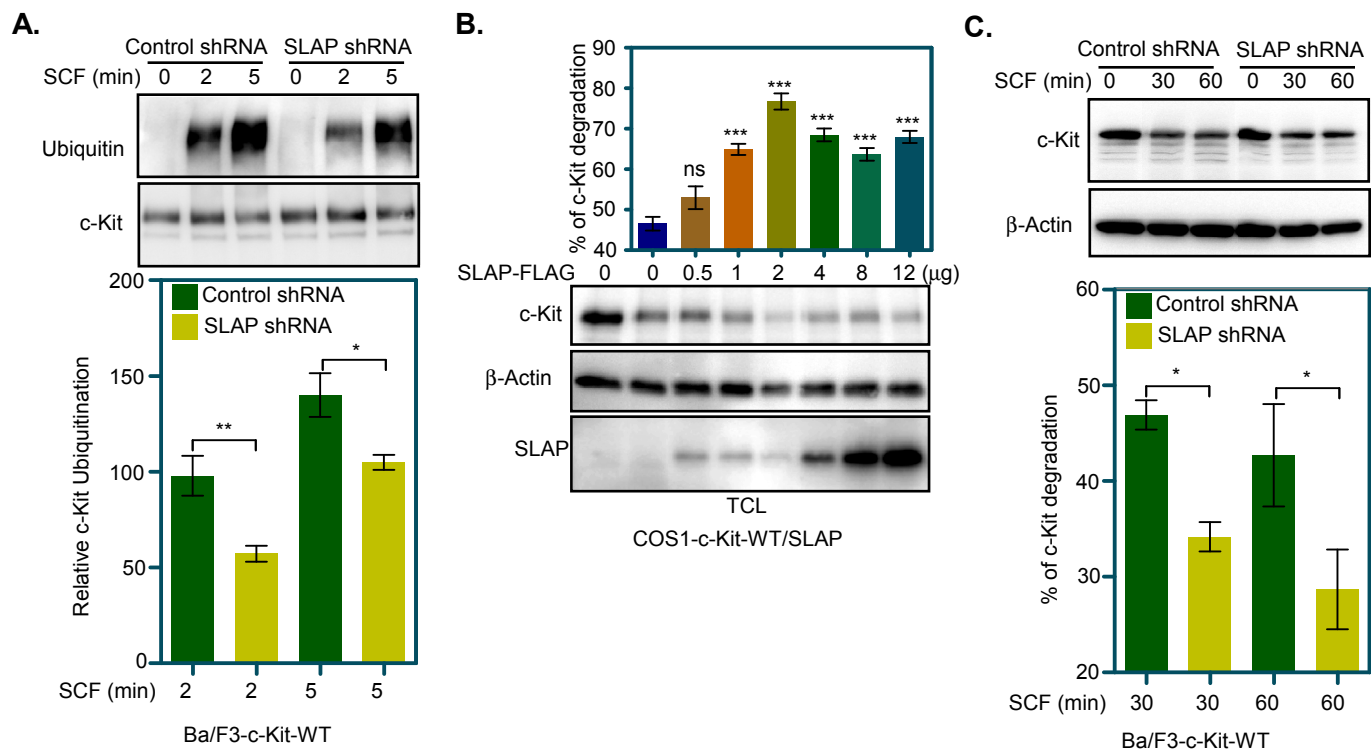 A.
Control shRNA SLAP shRNA
SCF (min) 0 2 5 0 2 5
Ubiquitin
c-Kit
200
150
100
50
0
Relative c-Kit Ubiquitination
Control shRNA
SLAP shRNA
**
*
SCF (min) 2 2 5 5
Ba/F3-c-Kit-WT
B.
90
80
70
60
50
40
% of c-Kit degradation
ns *** *** *** *** ***
SLAP-FLAG 0 0 0.5 1 2 4 8 12 (μg)
c-Kit
β-Actin
SLAP
TCL
COS1-c-Kit-WT/SLAP
C.
Control shRNA SLAP shRNA
SCF (min) 0 30 60 0 30 60
c-Kit
β-Actin
60
50
40
30
20
% of c-Kit degradation
Control shRNA
SLAP shRNA
* *
SCF (min) 30 30 60 60
Ba/F3-c-Kit-WT